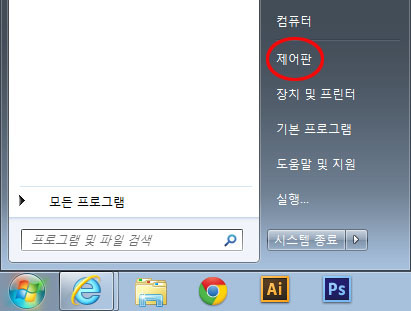 컴퓨터
제어판
장치 및 프린터
기본 프로그램
도움말 및 지원
실행...
모든 프로그램
프로그램 및 파일 검색
시스템 종료
Ai
Ps